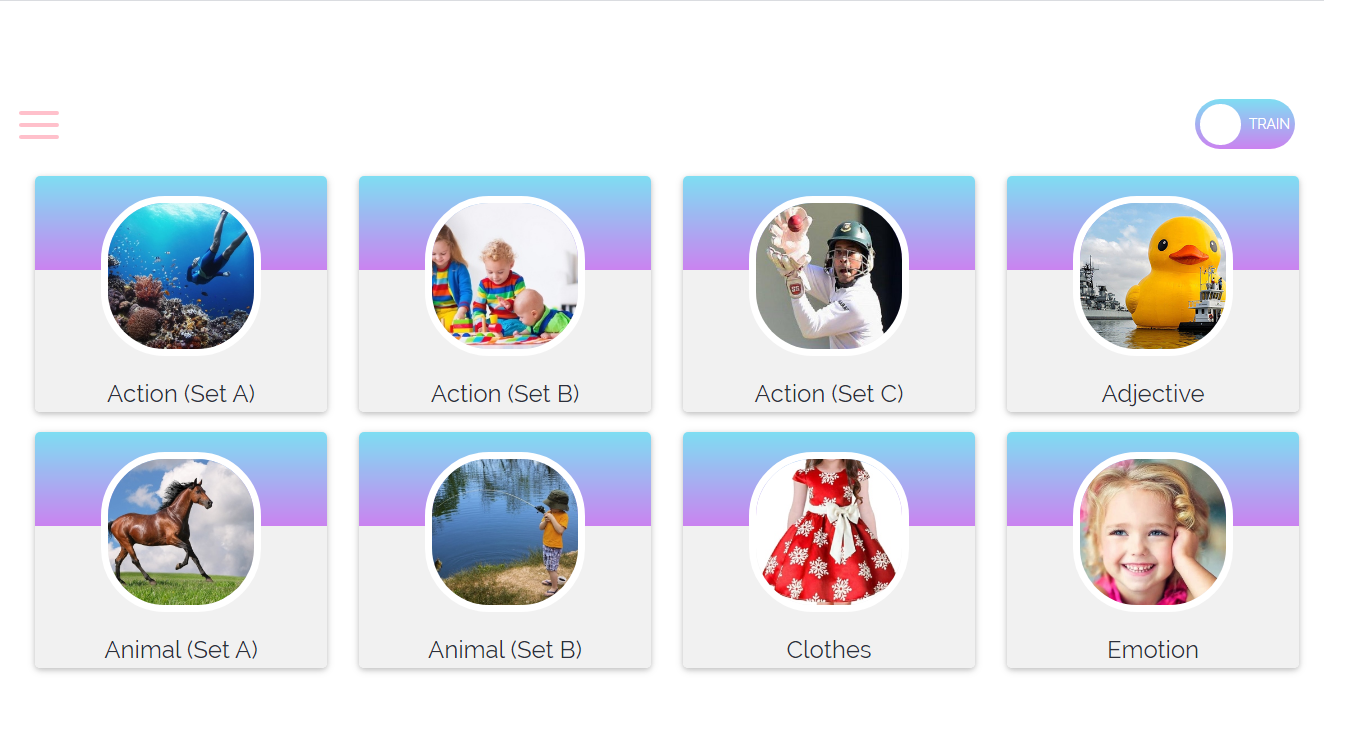 TRAIN
Action (Set A)
Action (Set B)
Action (Set C)
Adjective
Animal (Set A)
Animal (Set B)
Clothes
Emotion